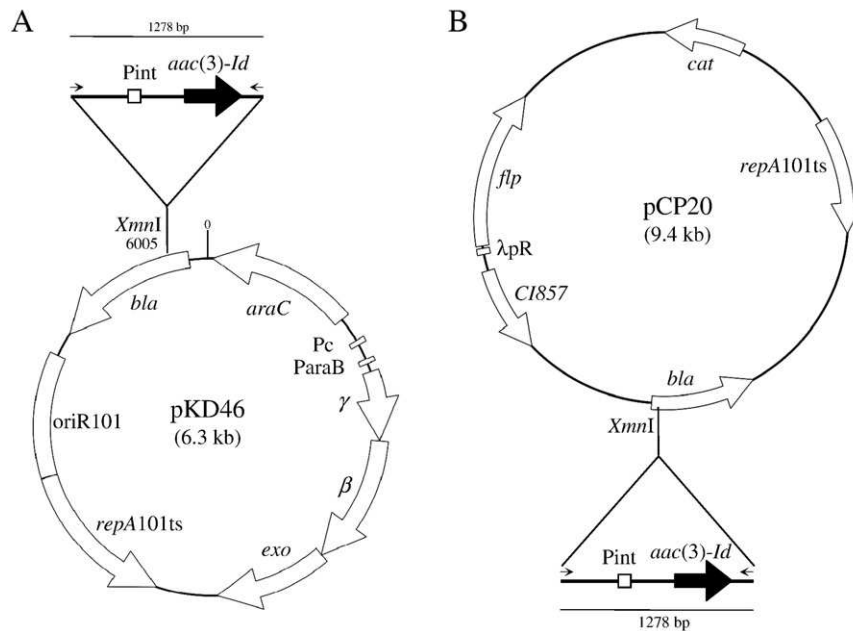 A
1278 bp
Pint
aac(3)-Id
XmnI
6005
0
bla
araC
Pc
ParaB
oriR101
pKD46
(6.3 kb)
γ
β
repA101ts
exo
B
cat
repA101ts
flp
pCP20
(9.4 kb)
λpR
CI857
bla
XmnI
Pint
aac(3)-Id
1278 bp